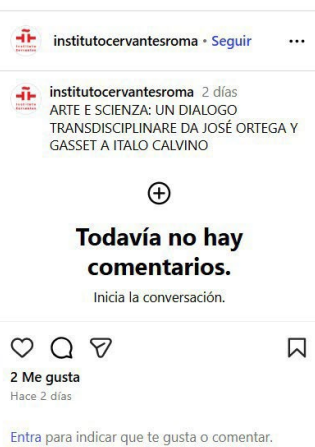 institutocervantesroma • Seguir
institutocervantesroma 2 días
ARTE E SCIENZA: UN DIALOGO
TRANSDISCIPLINARE DA JOSÉ ORTEGA Y
GASSET A ITALO CALVINO
Todavía no hay
comentarios.
Inicia la conversación.
2 Me gusta
Hace 2 días
Entra para indicar que te gusta o comentar.